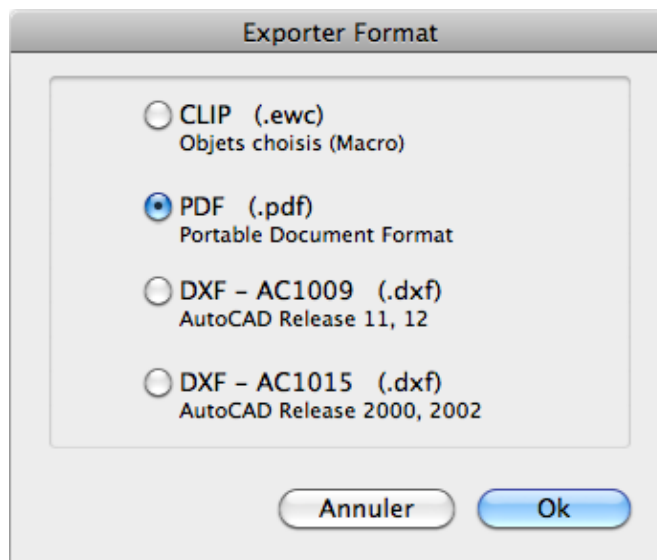 Exporter Format
CLIP (.ewc)
Objets choisis (Macro)
PDF (.pdf)
Portable Document Format
DXF – AC1009 (.dxf)
AutoCAD Release 11, 12
DXF – AC1015 (.dxf)
AutoCAD Release 2000, 2002
Annuler Ok